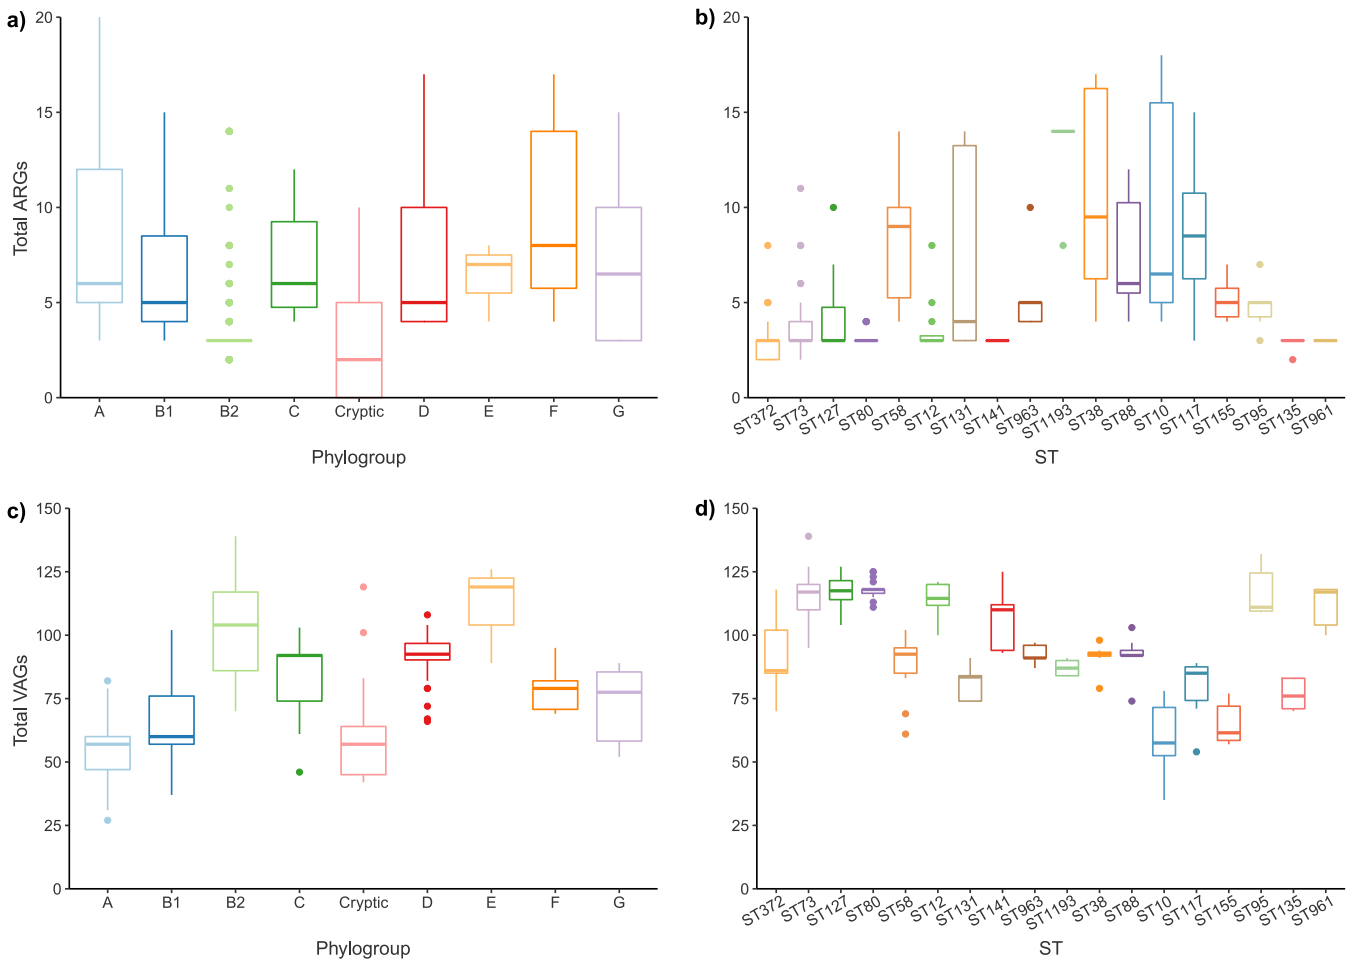 a)
20
15
10
5
0
Total ARGs
A B1 B2 C Cryptic D E F G
Phylogroup
b)
20
15
10
5
0
ST372 ST73 ST127 ST80 ST58 ST12 ST131 ST141 ST963 ST1193 ST38 ST88 ST10 ST117 ST155 ST95 ST135 ST961
ST
c)
150
125
100
75
50
25
0
Total VAGs
A B1 B2 C Cryptic D E F G
Phylogroup
d)
150
125
100
75
50
25
0
ST372 ST73 ST127 ST80 ST58 ST12 ST131 ST141 ST963 ST1193 ST38 ST88 ST10 ST117 ST155 ST95 ST135 ST961
ST